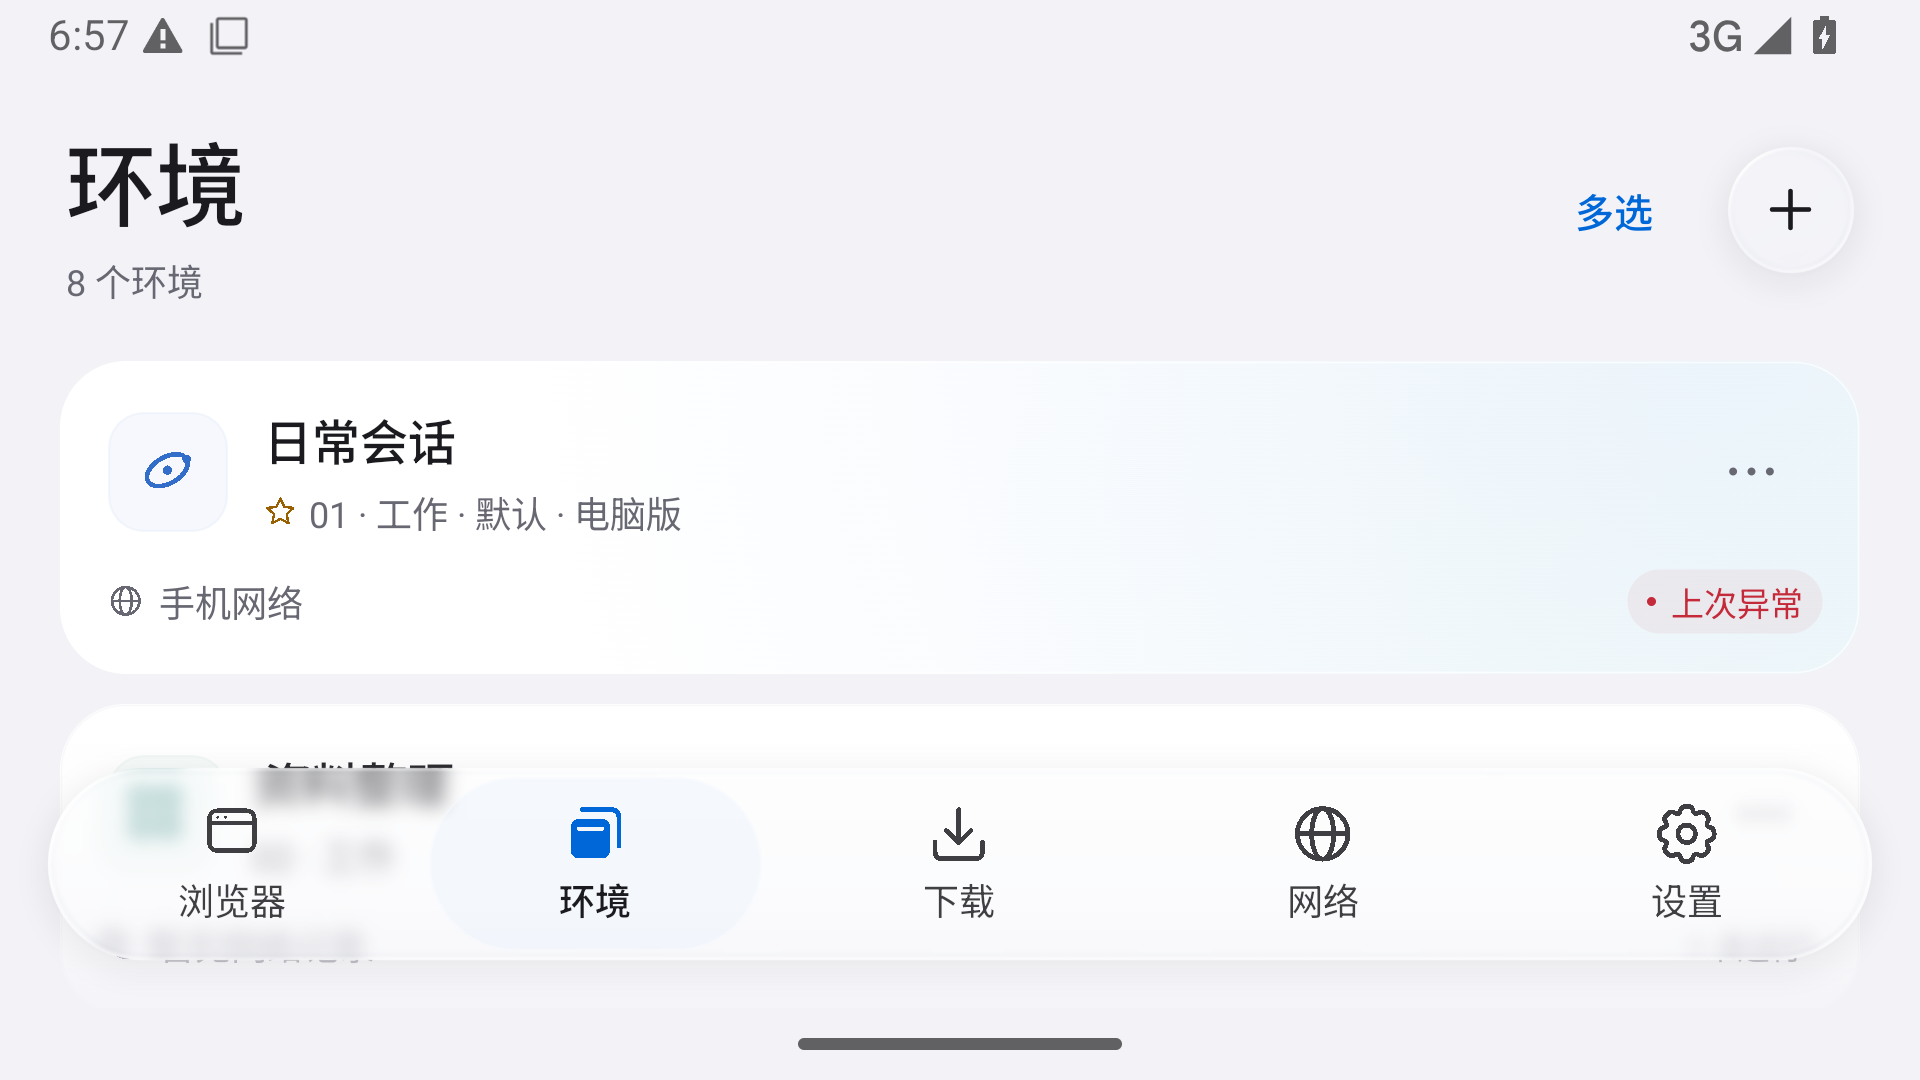 6:57
3G
环境
多选
8 个环境
日常会话
01 · 工作 · 默认 · 电脑版
手机网络
上次异常
浏览器
环境
下载
网络
设置